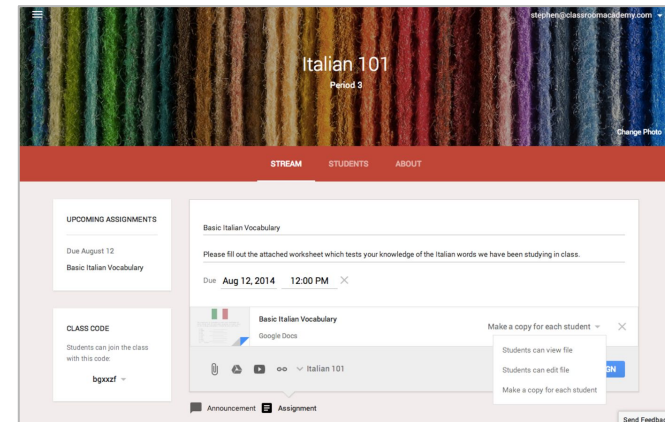 stephen@classroomacademy.com
Italian 101
Period 3
Change Photo
STREAM STUDENTS ABOUT
UPCOMING ASSIGNMENTS
Due August 12
Basic Italian Vocabulary
CLASS CODE
Students can join the class
with this code:
bgxxzf
Basic Italian Vocabulary
Please fill out the attached worksheet which tests your knowledge of the Italian words we have been studying in class.
Due Aug 12, 2014 12:00 PM
Basic Italian Vocabulary
Google Docs
Make a copy for each student
Students can view file
Students can edit file
Make a copy for each student
Italian 101
GN
Announcement Assignment
Send Feedbac